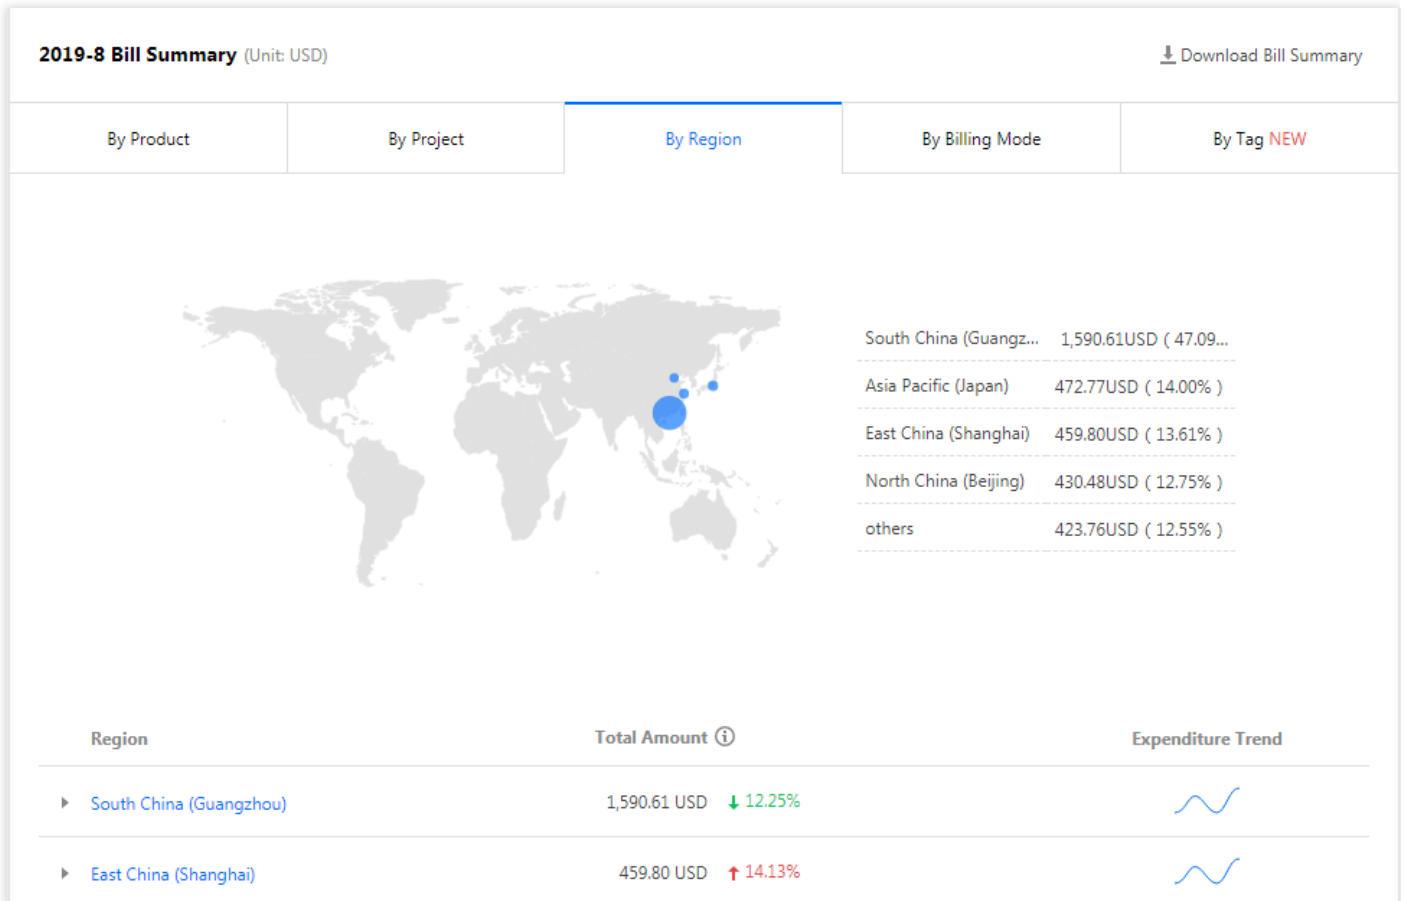 2019-8 Bill Summary (Unit: USD)
Download Bill Summary
By Product
By Project
By Region
By Billing Mode
By Tag NEW
South China (Guangz... 1,590.61USD ( 47.09...
Asia Pacific (Japan) 472.77USD ( 14.00% )
East China (Shanghai) 459.80USD ( 13.61% )
North China (Beijing) 430.48USD ( 12.75% )
others 423.76USD ( 12.55% )
Region Total Amount Expenditure Trend
South China (Guangzhou) 1,590.61 USD 12.25%
East China (Shanghai) 459.80 USD 14.13%